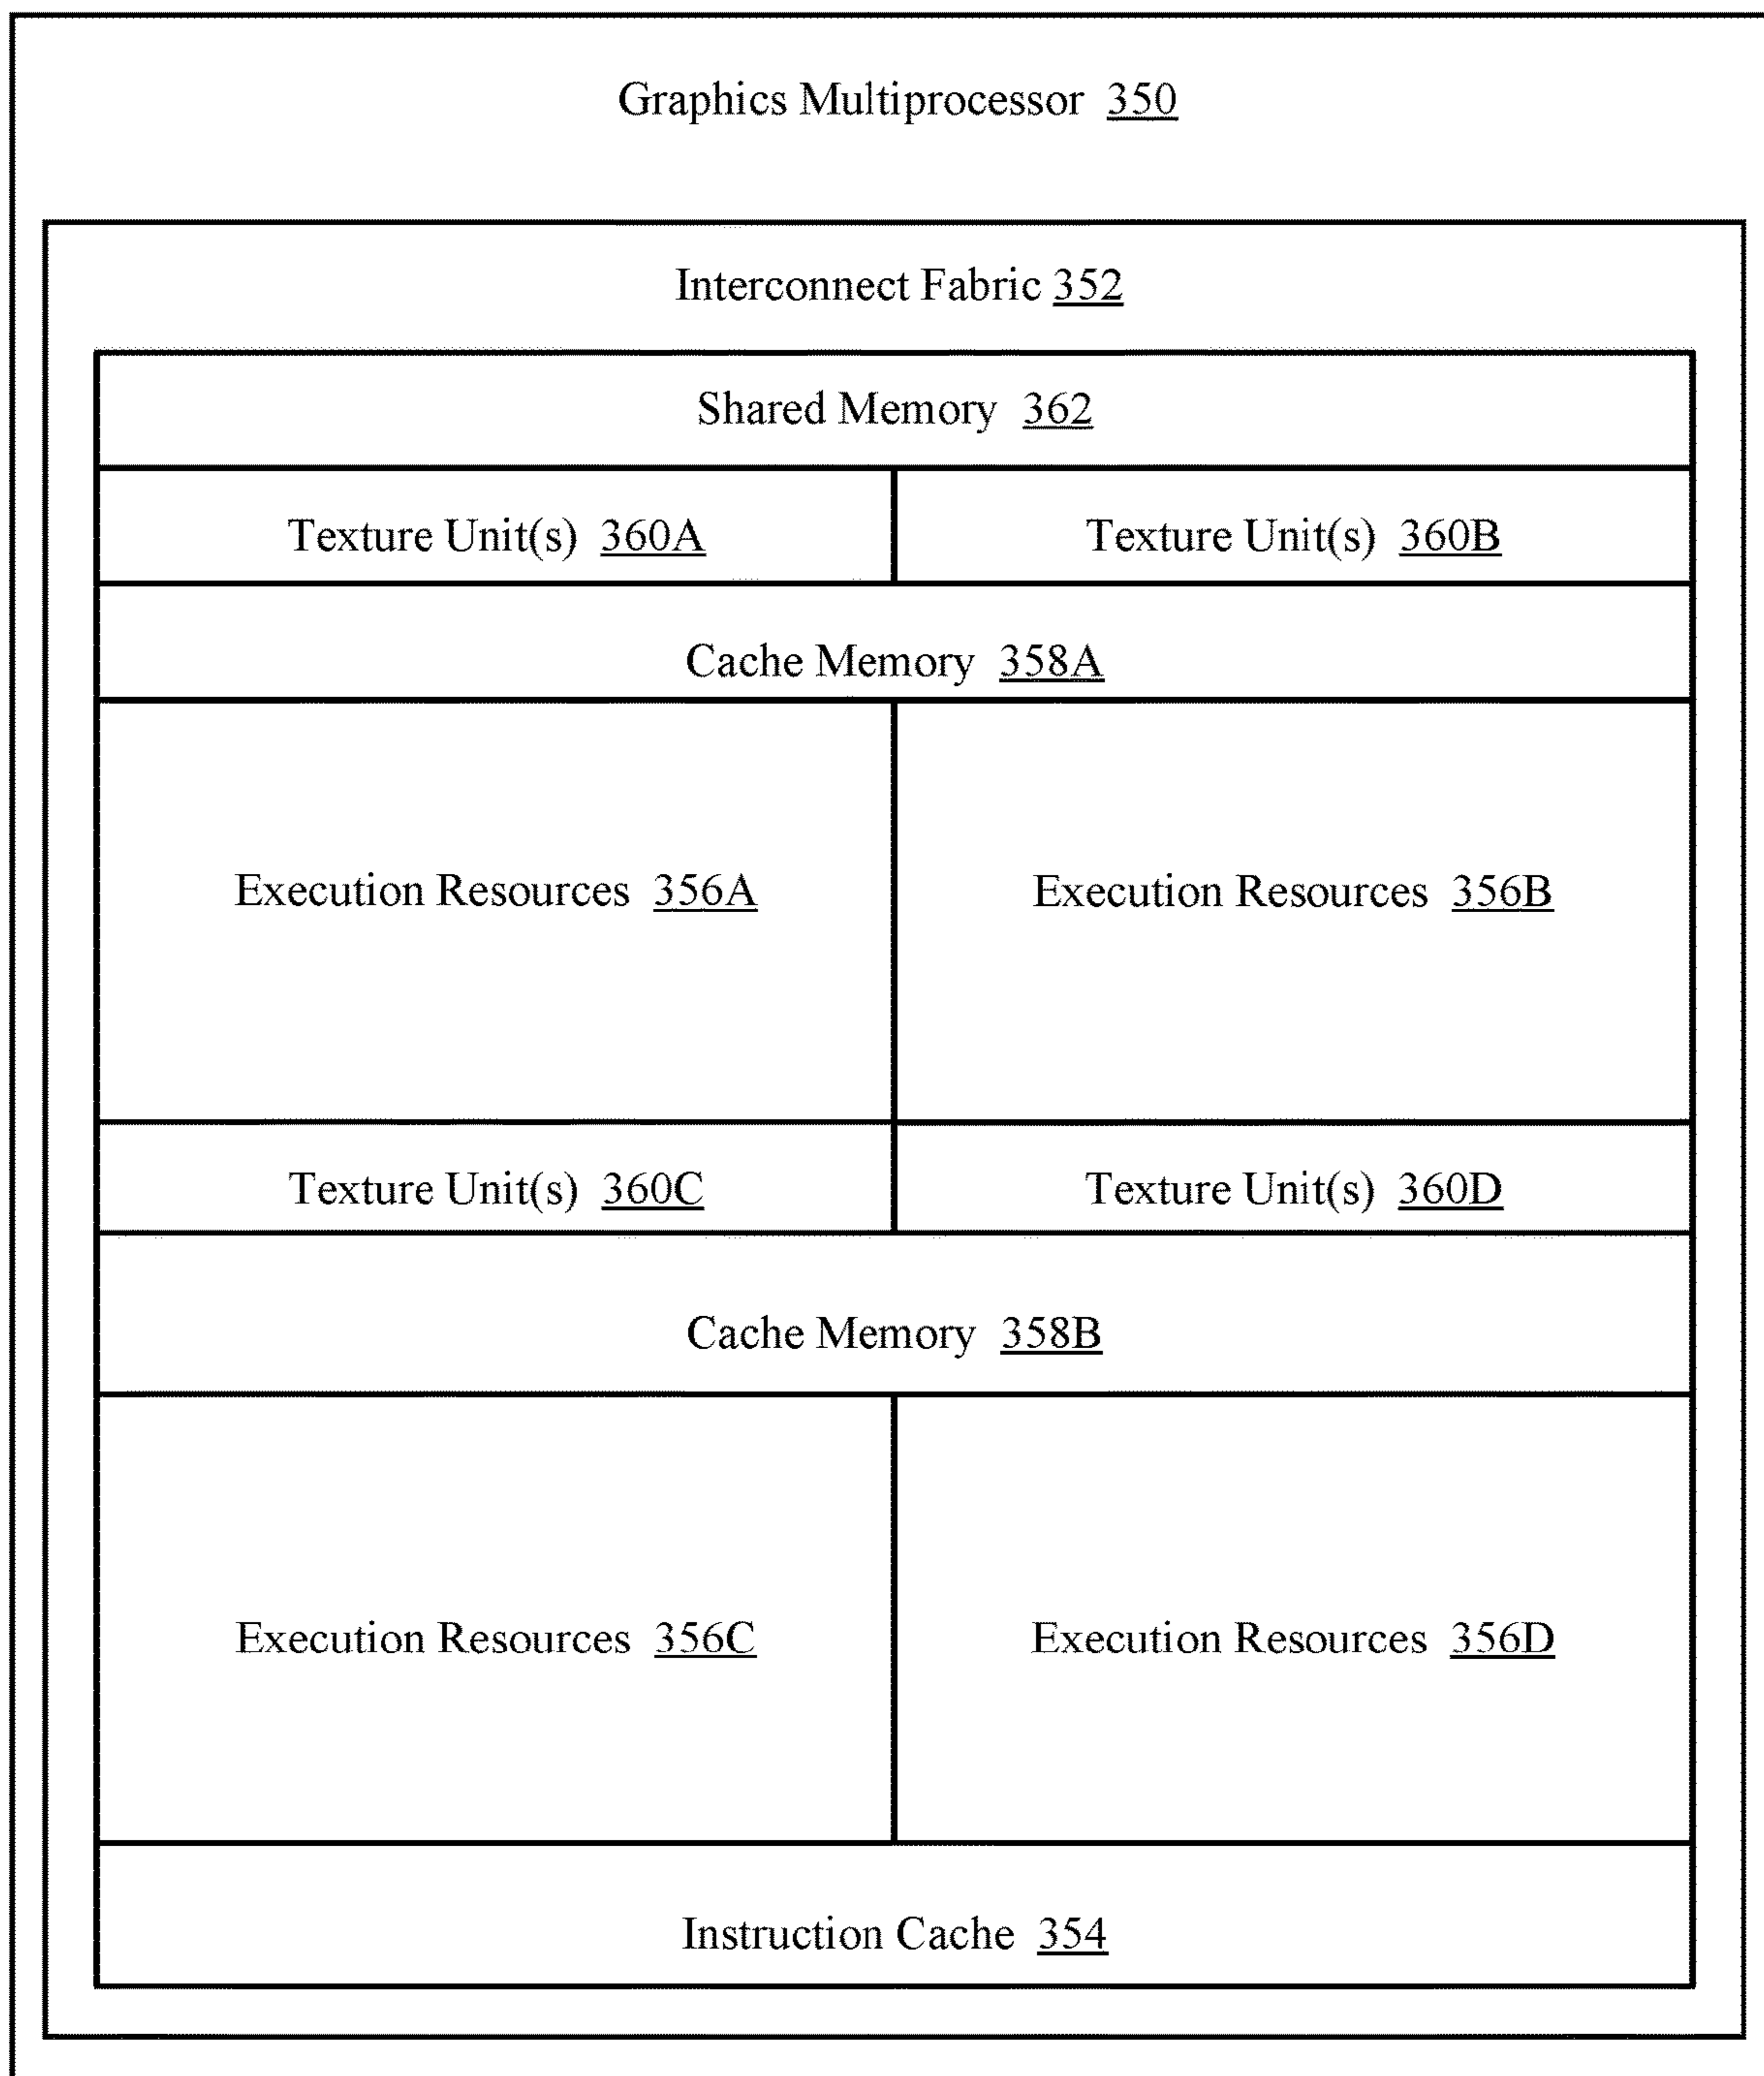 Graphics Multiprocessor 350
Interconnect Fabric 352
Shared Memory 362
Texture Unit(s) 360A
Texture Unit(s) 360B
Cache Memory 358A
Execution Resources 356A
Execution Resources 356B
Texture Unit(s) 360C
Texture Unit(s) 360D
Cache Memory 358B
Execution Resources 356C
Execution Resources 356D
Instruction Cache 354